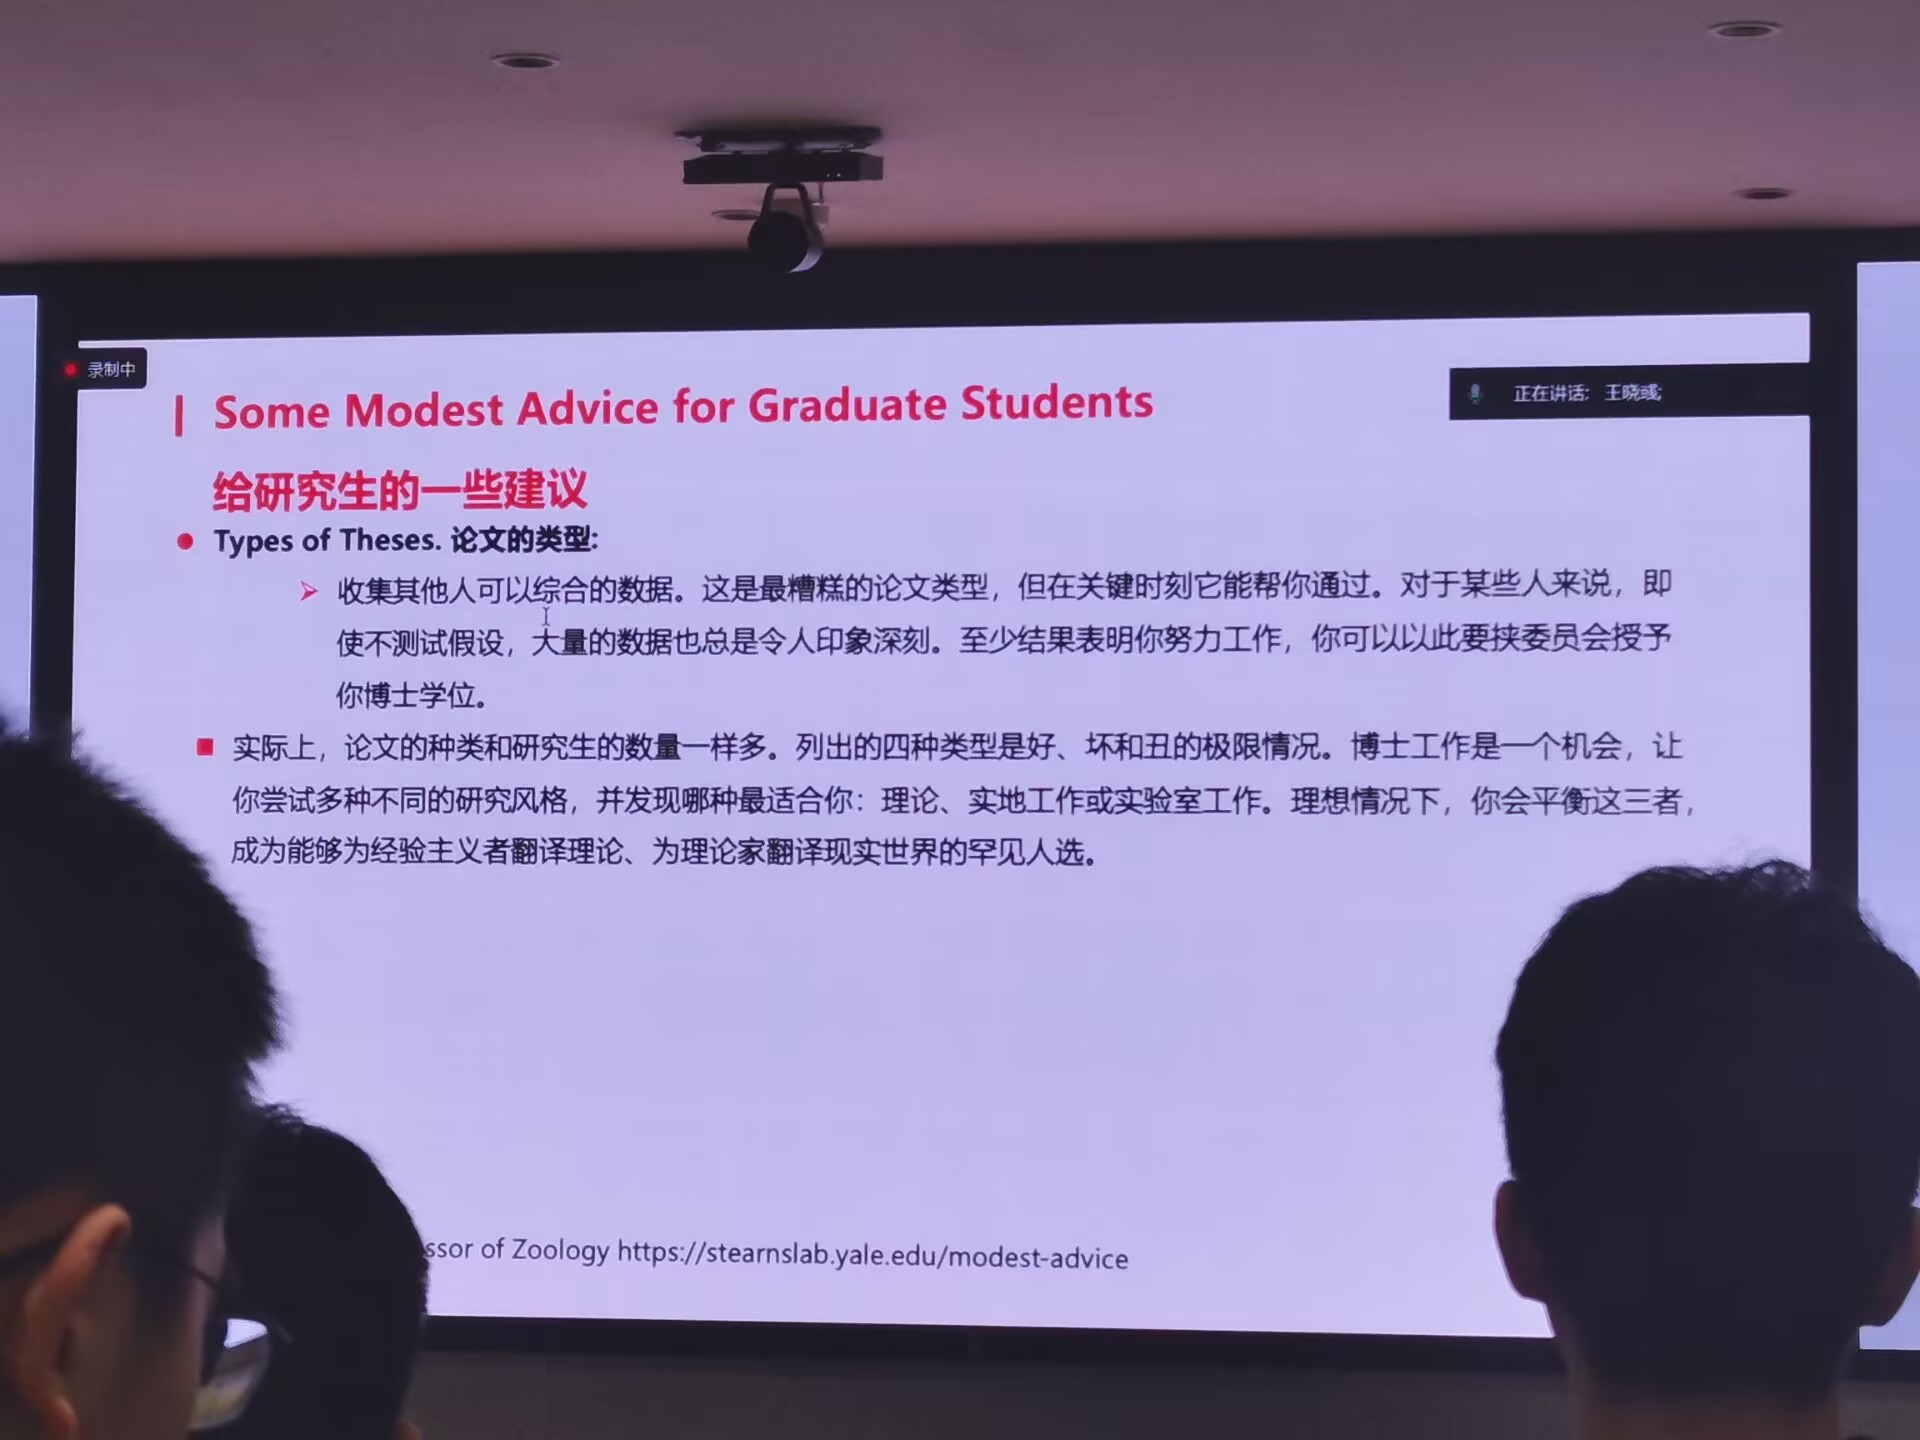 录制中
正在讲话: 王晓彧;
Some Modest Advice for Graduate Students
给研究生的一些建议
Types of Theses. 论文的类型:
收集其他人可以综合的数据。这是最糟糕的论文类型，但在关键时刻它能帮你通过。对于某些人来说，即
使不测试假设，大量的数据也总是令人印象深刻。至少结果表明你努力工作，你可以以此要挟委员会授予
你博士学位。
实际上，论文的种类和研究生的数量一样多。列出的四种类型是好、坏和丑的极限情况。博士工作是一个机会，让
你尝试多种不同的研究风格，并发现哪种最适合你：理论、实地工作或实验室工作。理想情况下，你会平衡这三者，
成为能够为经验主义者翻译理论、为理论家翻译现实世界的罕见人选。
ssor of Zoology https://stearnslab.yale.edu/modest-advice